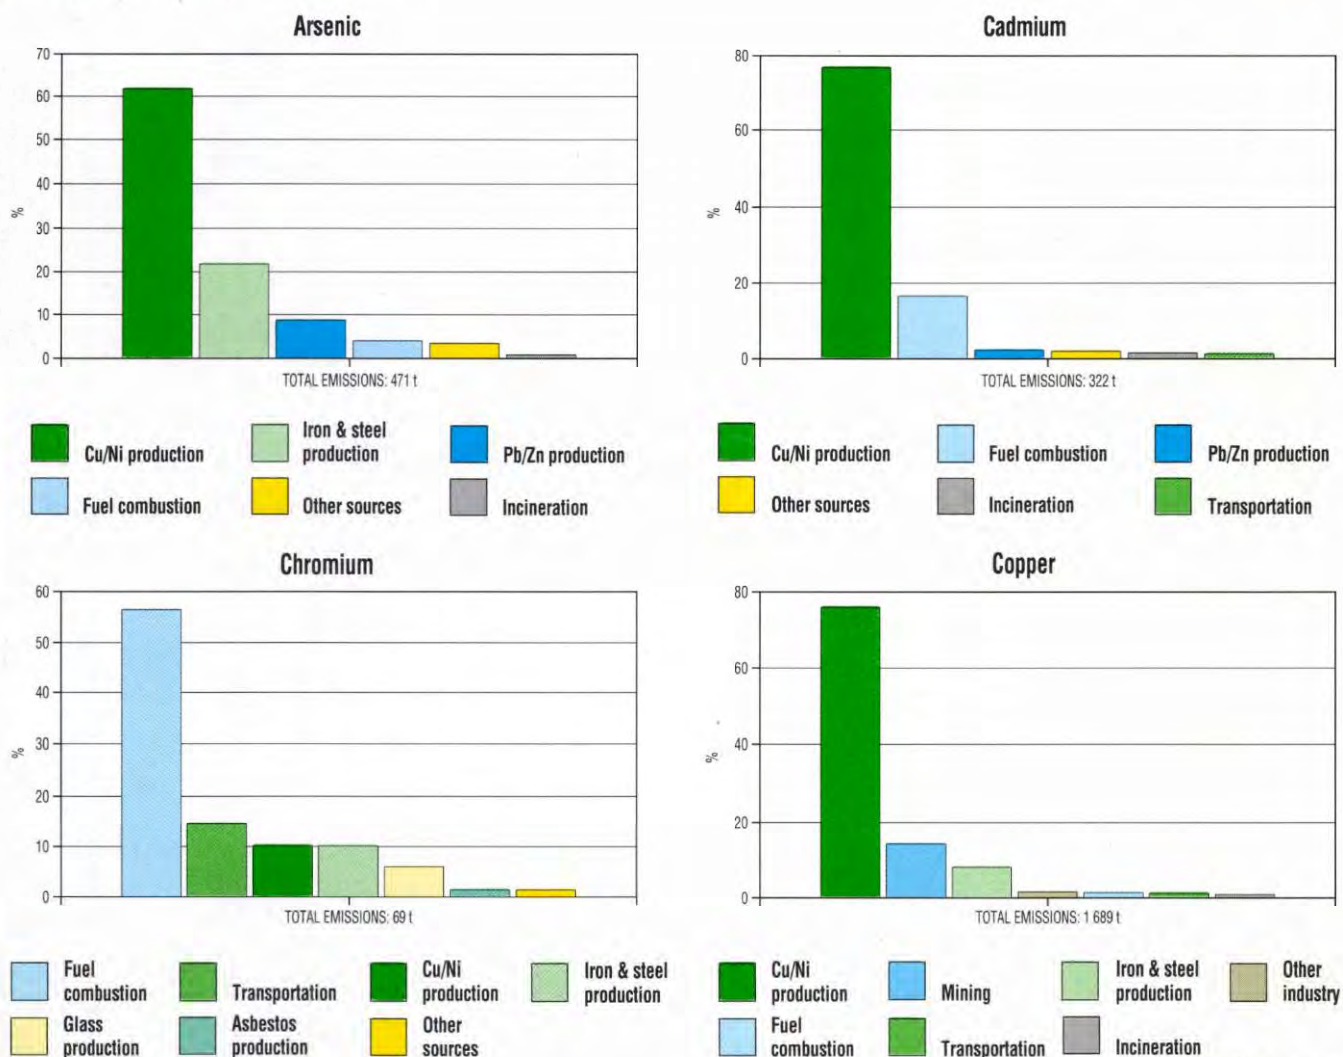 Arsenic
70
60
50
40
30
20
10
0
%
TOTAL EMISSIONS: 471 t
Cu/Ni production
Iron & steel
production
Pb/Zn production
Fuel combustion
Other sources
Incineration
Cadmium
80
60
40
20
0
%
TOTAL EMISSIONS: 322 t
Cu/Ni production
Fuel combustion
Pb/Zn production
Other sources
Incineration
Transportation
Chromium
60
50
40
30
20
10
0
%
TOTAL EMISSIONS: 69 t
Fuel
combustion
Transportation
Cu/Ni
production
Iron & steel
production
Glass
production
Asbestos
production
Other
sources
Copper
80
60
40
20
0
%
TOTAL EMISSIONS: 1 689 t
Cu/Ni
production
Mining
Iron & steel
production
Other
industry
Fuel
combustion
Transportation
Incineration